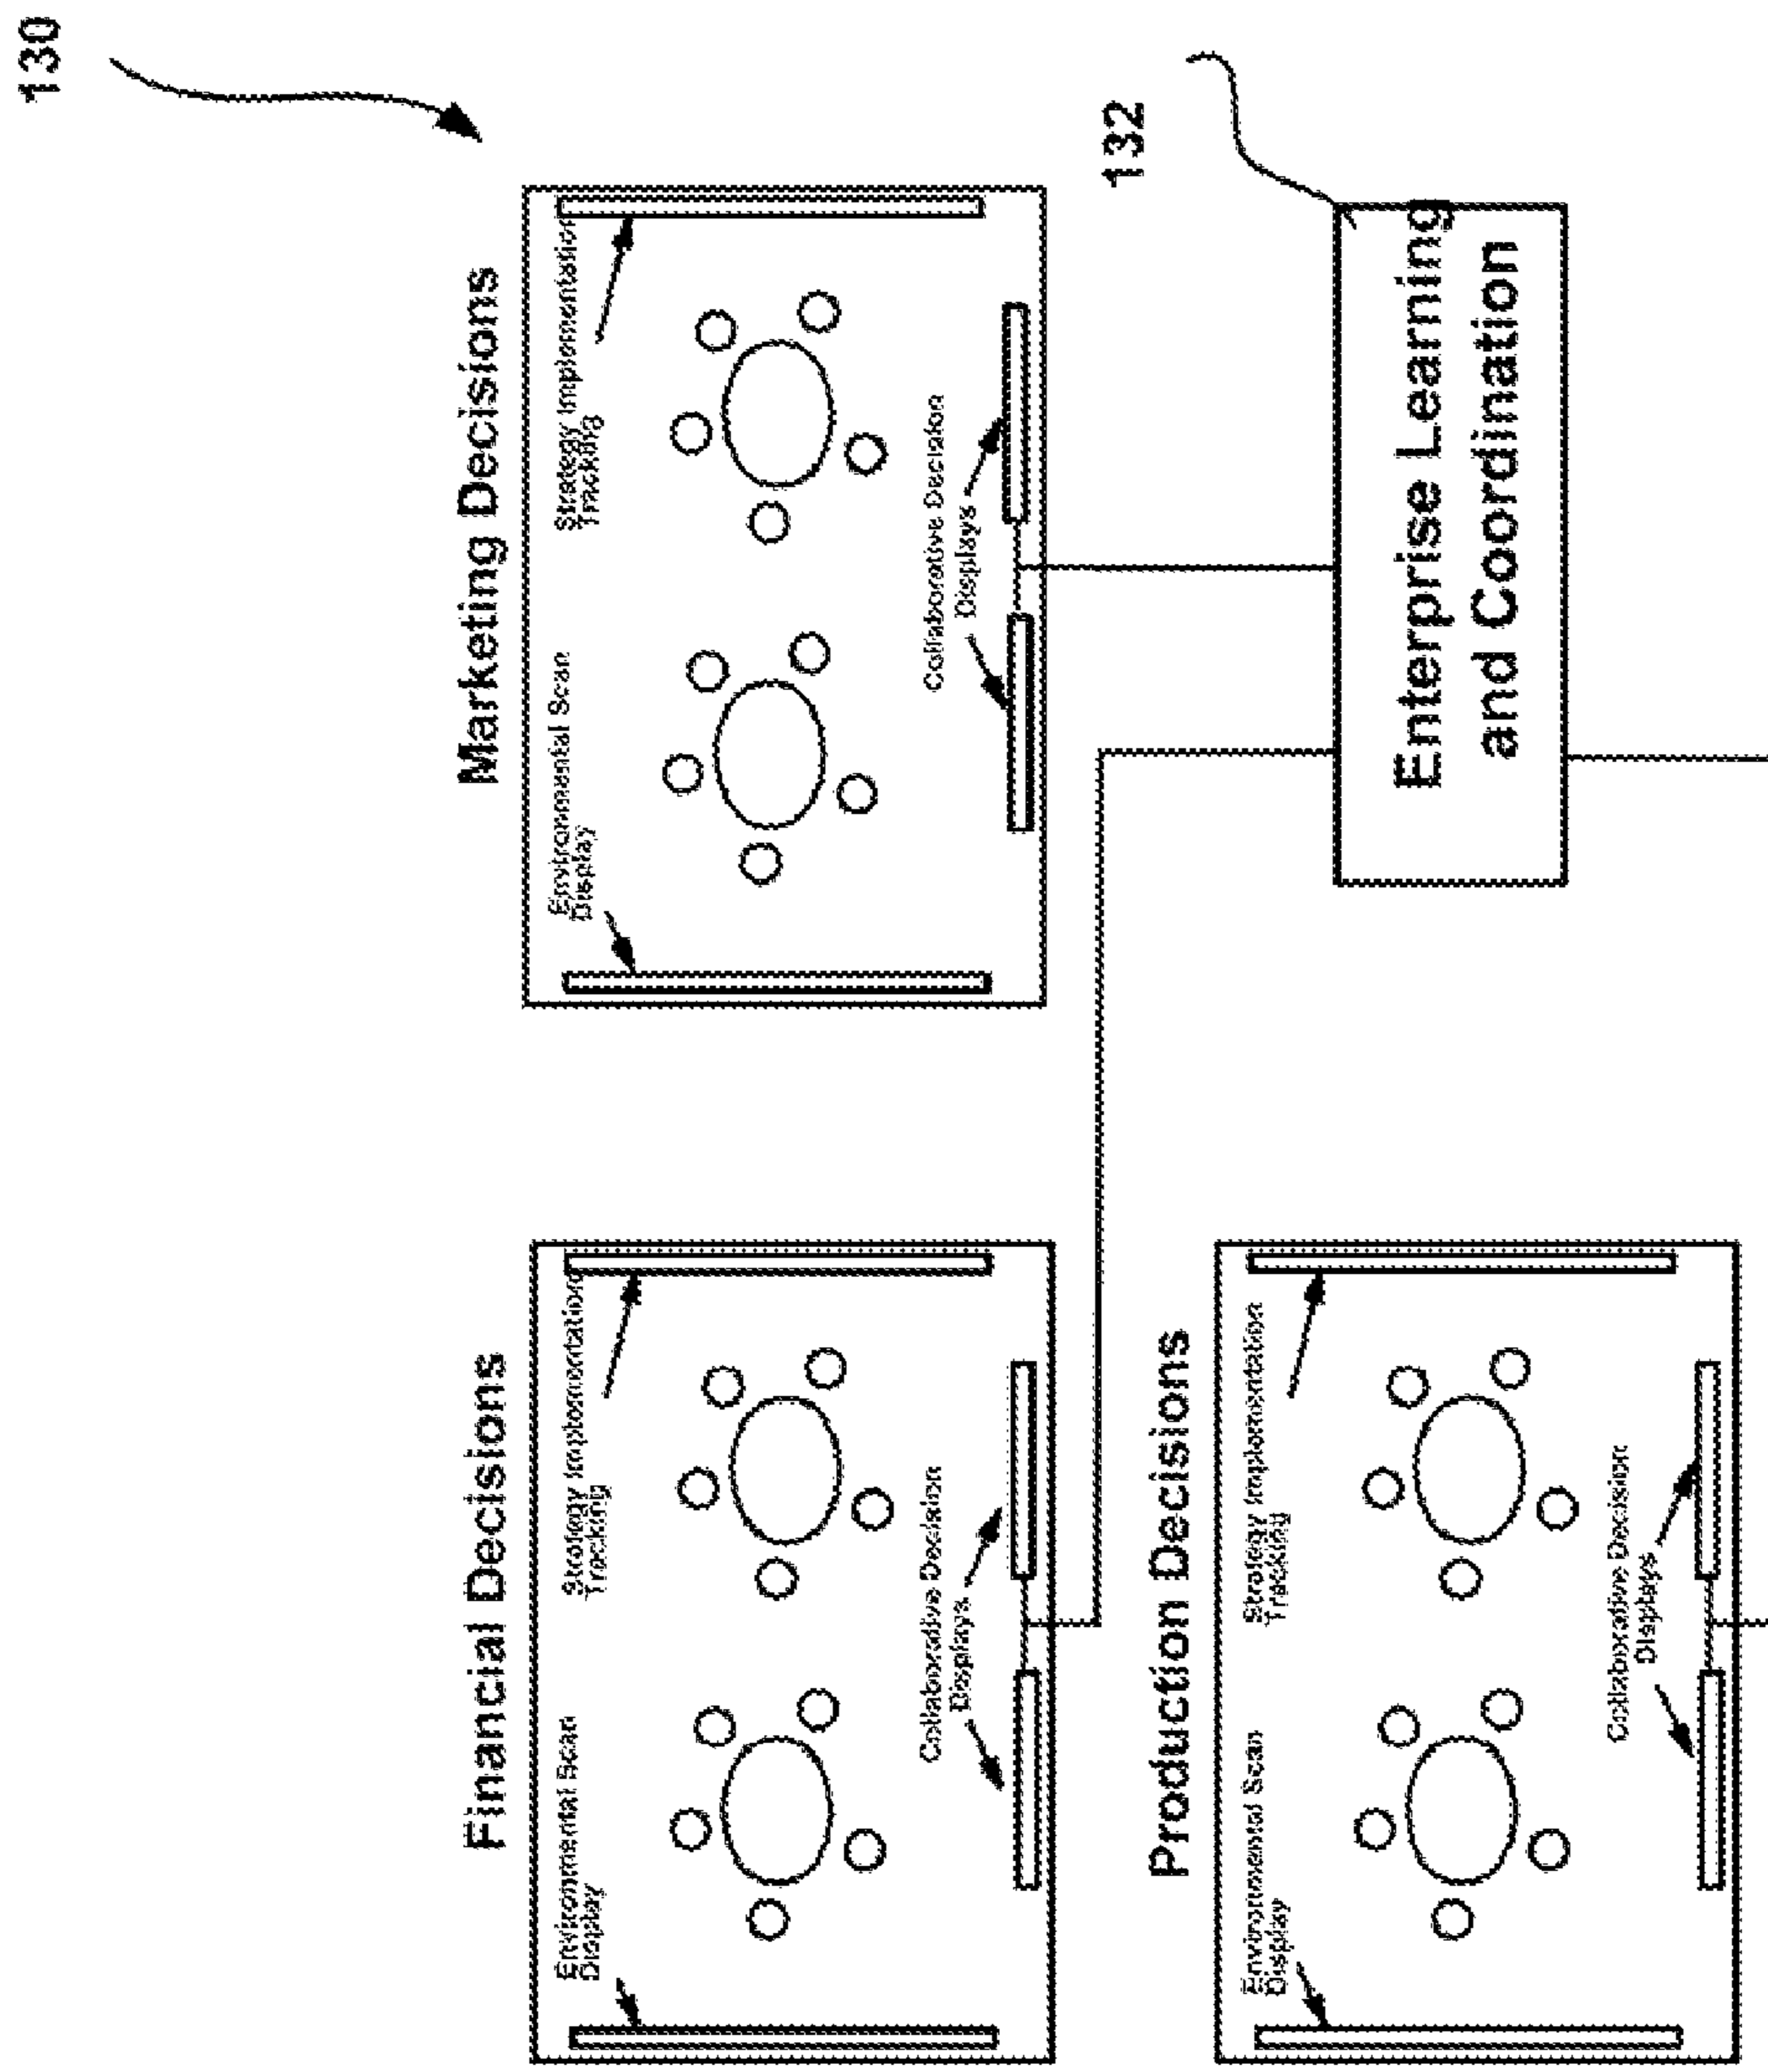 130
Financial Decisions
Environmental Scan
Display
Strategy Implementation
Tracking
Collaborative Decision
Displays
Marketing Decisions
Environmental Scan
Display
Strategy Implementation
Tracking
Collaborative Decision
Displays
Production Decisions
Environmental Scan
Display
Strategy Implementation
Tracking
Collaborative Decision
Displays
132
Enterprise Learning
and Coordination